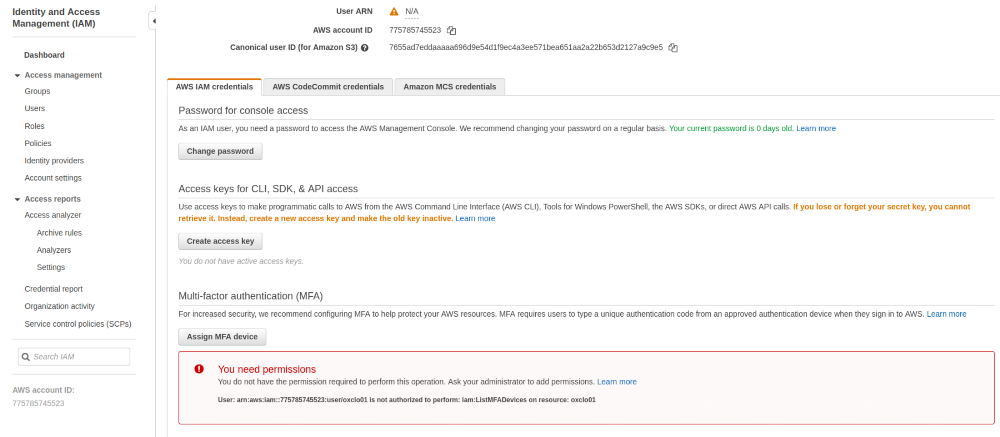 Identity and Access
Management (IAM)
Dashboard
Access management
Groups
Users
Roles
Policies
Identity providers
Account settings
Access reports
Access analyzer
Archive rules
Analyzers
Settings
Credential report
Organization activity
Service control policies (SCPs)
Search IAM
AWS account ID:
775785745523
User ARN N/A
AWS account ID 775785745523
Canonical user ID (for Amazon S3) 7655ad7eddaaaaa696d9e54d1f9ec4a3ee571bea651aa2a22b653d2127a9c9e5
AWS IAM credentials AWS CodeCommit credentials Amazon MCS credentials
Password for console access
As an IAM user, you need a password to access the AWS Management Console. We recommend changing your password on a regular basis. Your current password is 0 days old. Learn more
Change password
Access keys for CLI, SDK, & API access
Use access keys to make programmatic calls to AWS from the AWS Command Line Interface (AWS CLI), Tools for Windows PowerShell, the AWS SDKs, or direct AWS API calls. If you lose or forget your secret key, you cannot
retrieve it. Instead, create a new access key and make the old key inactive. Learn more
Create access key
You do not have active access keys.
Multi-factor authentication (MFA)
For increased security, we recommend configuring MFA to help protect your AWS resources. MFA requires users to type a unique authentication code from an approved authentication device when they sign in to AWS. Learn more
Assign MFA device
You need permissions
You do not have the permission required to perform this operation. Ask your administrator to add permissions. Learn more
User: arn:aws:iam::775785745523:user/oxclo01 is not authorized to perform: iam:ListMFADevices on resource: oxclo01